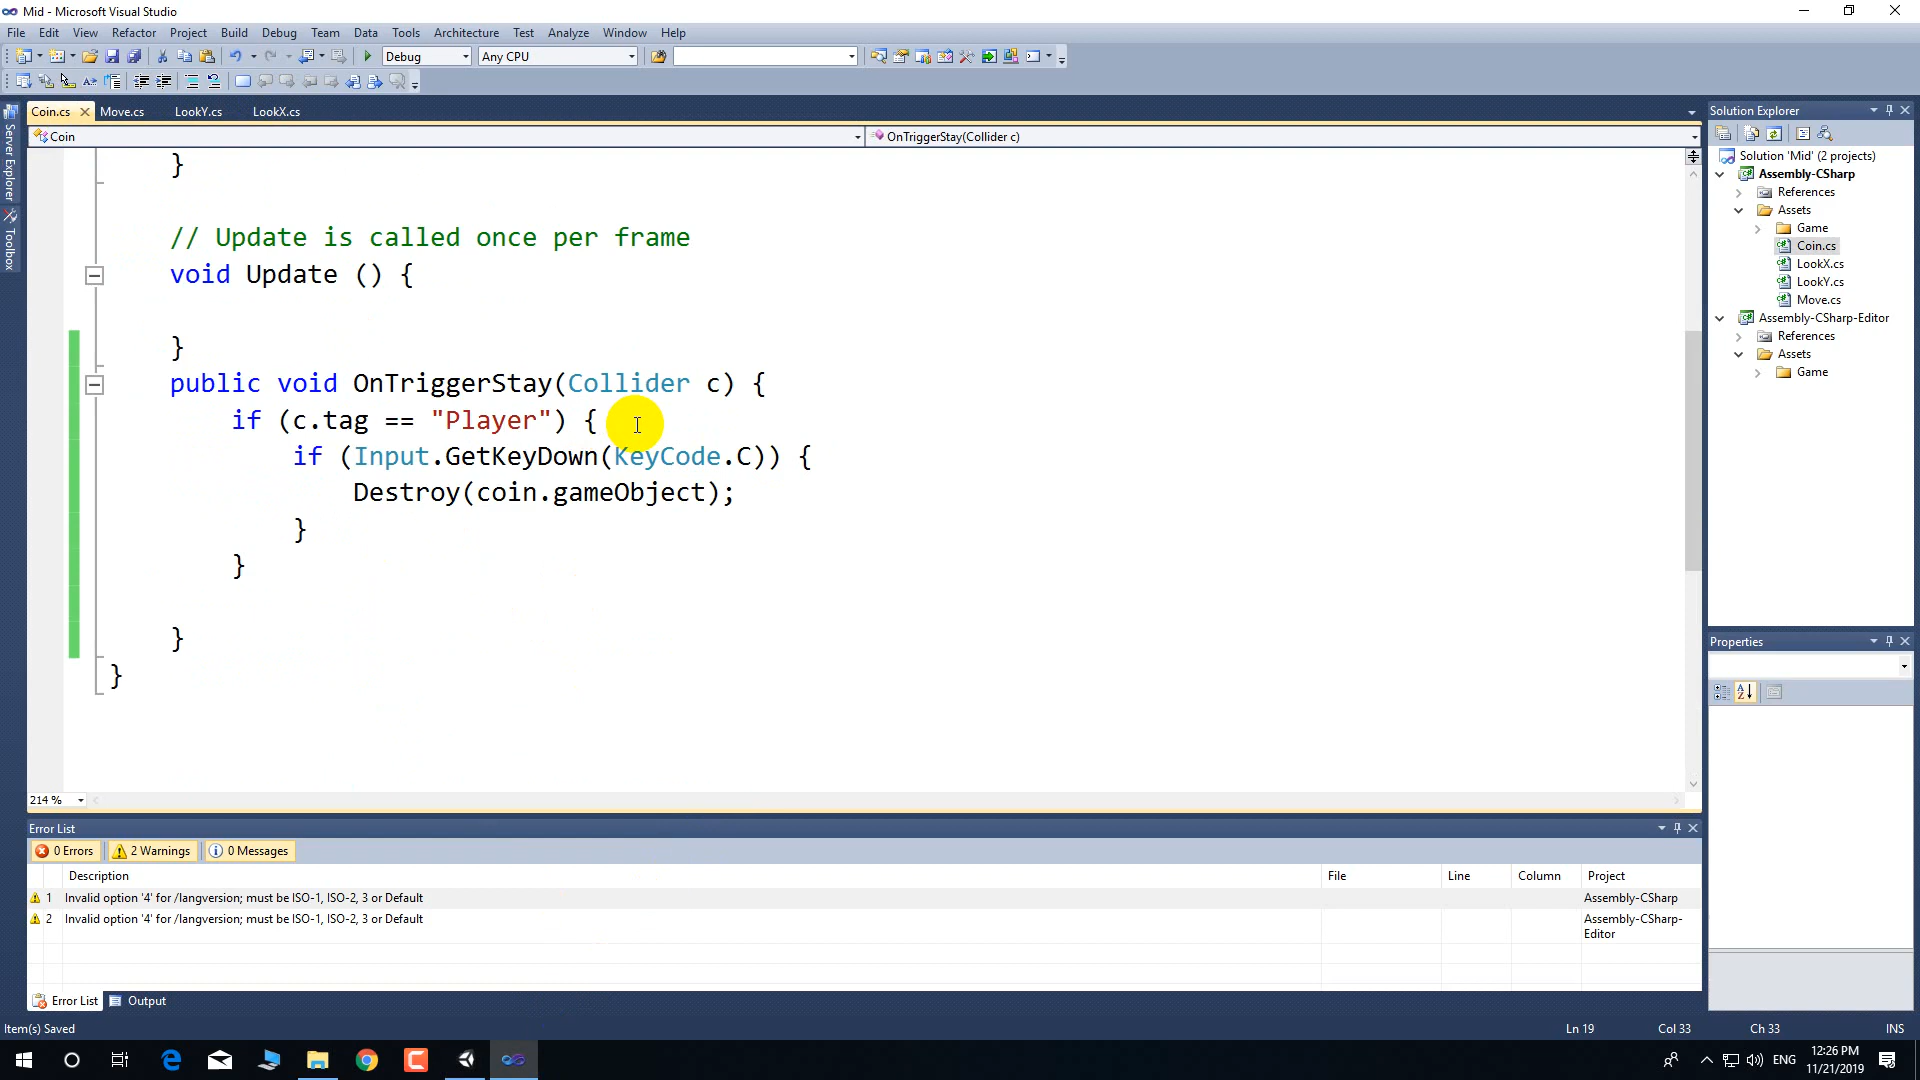 Mid - Microsoft Visual Studio
File Edit View Refactor Project Build Debug Team Data Tools Architecture Test Analyze Window Help
Debug Any CPU
Coin.cs Move.cs LookY.cs LookX.cs
Coin OnTriggerStay(Collider c)
Server Explorer
Toolbox
}
// Update is called once per frame
void Update () {
}
public void OnTriggerStay(Collider c) {
if (c.tag == "Player") {
if (Input.GetKeyDown(KeyCode.C)) {
Destroy(coin.gameObject);
}
}
}
}
214 %
Solution Explorer
Solution 'Mid' (2 projects)
Assembly-CSharp
References
Assets
Game
Coin.cs
LookX.cs
LookY.cs
Move.cs
Assembly-CSharp-Editor
References
Assets
Game
Properties
Error List
0 Errors 2 Warnings 0 Messages
Description File Line Column Project
1 Invalid option '4' for /langversion; must be ISO-1, ISO-2, 3 or Default Assembly-CSharp
2 Invalid option '4' for /langversion; must be ISO-1, ISO-2, 3 or Default Assembly-CSharp-
Editor
Error List Output
Item(s) Saved Ln 19 Col 33 Ch 33 INS
ENG 12:26 PM
11/21/2019